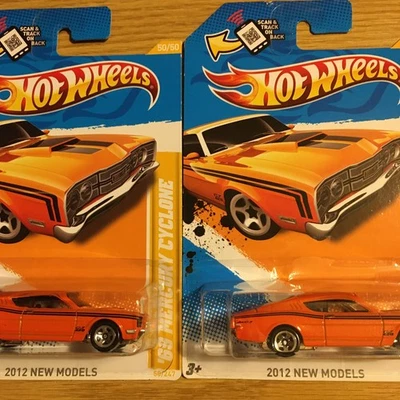 SCAN &
TRACK
ON
BACK
50/50
HOT WHEELS
'69 MERCURY CYCLONE
2012 NEW MODELS
SCAN &
TRACK
ON
BACK
HOT WHEELS
3+
2012 NEW MODELS